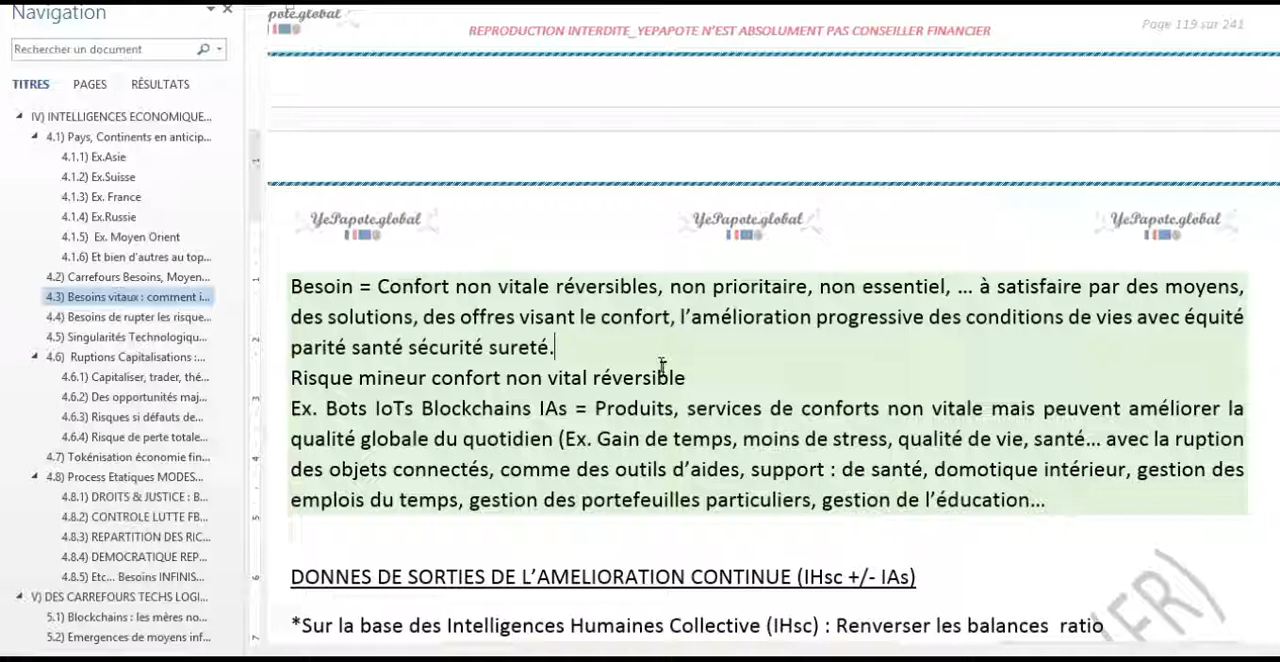 Navigation
Rechercher un document
TITRES PAGES RÉSULTATS
IV) INTELLIGENCES ECONOMIQUE...
4.1) Pays, Continents en anticip...
4.1.1) Ex.Asie
4.1.2) Ex.Suisse
4.1.3) Ex. France
4.1.4) Ex.Russie
4.1.5) Ex. Moyen Orient
4.1.6) Et bien d'autres au top...
4.2) Carrefours Besoins, Moyen...
4.3) Besoins vitaux : comment i...
4.4) Besoins de rupter les risque...
4.5) Singularités Technologiqu...
4.6) Ruptions Capitalisations :...
4.6.1) Capitaliser, trader, thé...
4.6.2) Des opportunités maj...
4.6.3) Risques si défauts de...
4.6.4) Risque de perte totale...
4.7) Tokénisation économie fin...
4.8) Process Etatiques MODES...
4.8.1) DROITS & JUSTICE : B...
4.8.2) CONTROLE LUTTE FB...
4.8.3) REPARTITION DES RIC...
4.8.4) DEMOCRATIQUE REP...
4.8.5) Etc... Besoins INFINIS...
V) DES CARREFOURS TECHS LOGI...
5.1) Blockchains : les mères no...
5.2) Emergences de moyens inf...
pote.global
REPRODUCTION INTERDITE_YEPAPOTE N'EST ABSOLUMENT PAS CONSEILLER FINANCIER
Page 119 sur 241
YePapote.global YePapote.global YePapote.global
Besoin = Confort non vitale réversibles, non prioritaire, non essentiel, ... à satisfaire par des moyens,
des solutions, des offres visant le confort, l'amélioration progressive des conditions de vies avec équité
parité santé sécurité sureté.
Risque mineur confort non vital réversible
Ex. Bots IoTs Blockchains IAs = Produits, services de conforts non vitale mais peuvent améliorer la
qualité globale du quotidien (Ex. Gain de temps, moins de stress, qualité de vie, santé... avec la ruption
des objets connectés, comme des outils d'aides, support : de santé, domotique intérieur, gestion des
emplois du temps, gestion des portefeuilles particuliers, gestion de l'éducation...
DONNES DE SORTIES DE L'AMELIORATION CONTINUE (IHsc +/- IAs)
*Sur la base des Intelligences Humaines Collective (IHsc) : Renverser les balances ratio